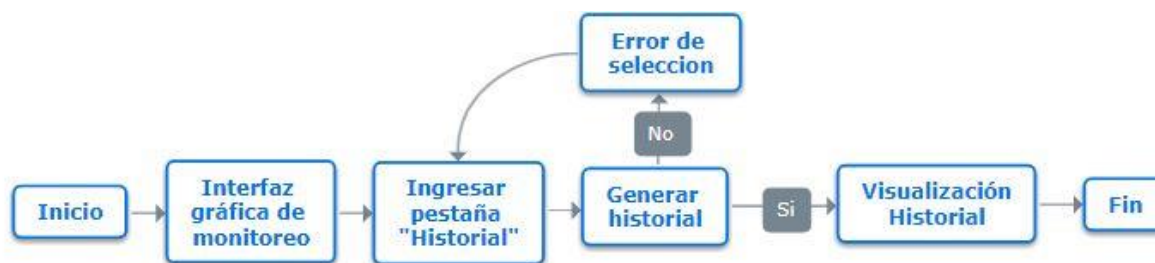 Error de
seleccion
No
Inicio
Interfaz
gráfica de
monitoreo
Ingresar
pestaña
"Historial"
Generar
historial
Si
Visualización
Historial
Fin